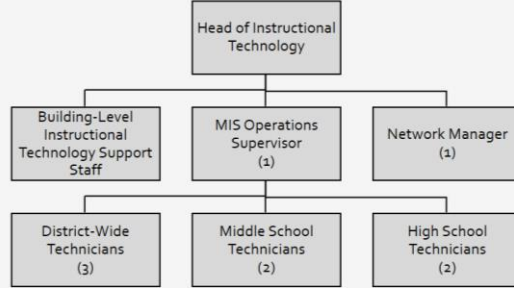 Head of Instructional
Technology
Building-Level
Instructional
Technology Support
Staff
MIS Operations
Supervisor
(1)
Network Manager
(1)
District-Wide
Technicians
(3)
Middle School
Technicians
(2)
High School
Technicians
(2)